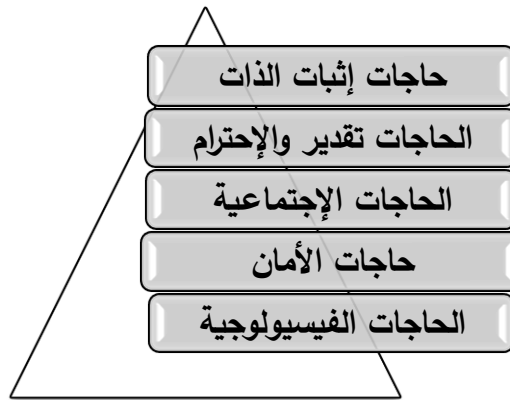 حاجات إثبات الذات
الحاجات تقدير والإحترام
الحاجات الإجتماعية
حاجات الأمان
الحاجات الفيسيولوجية